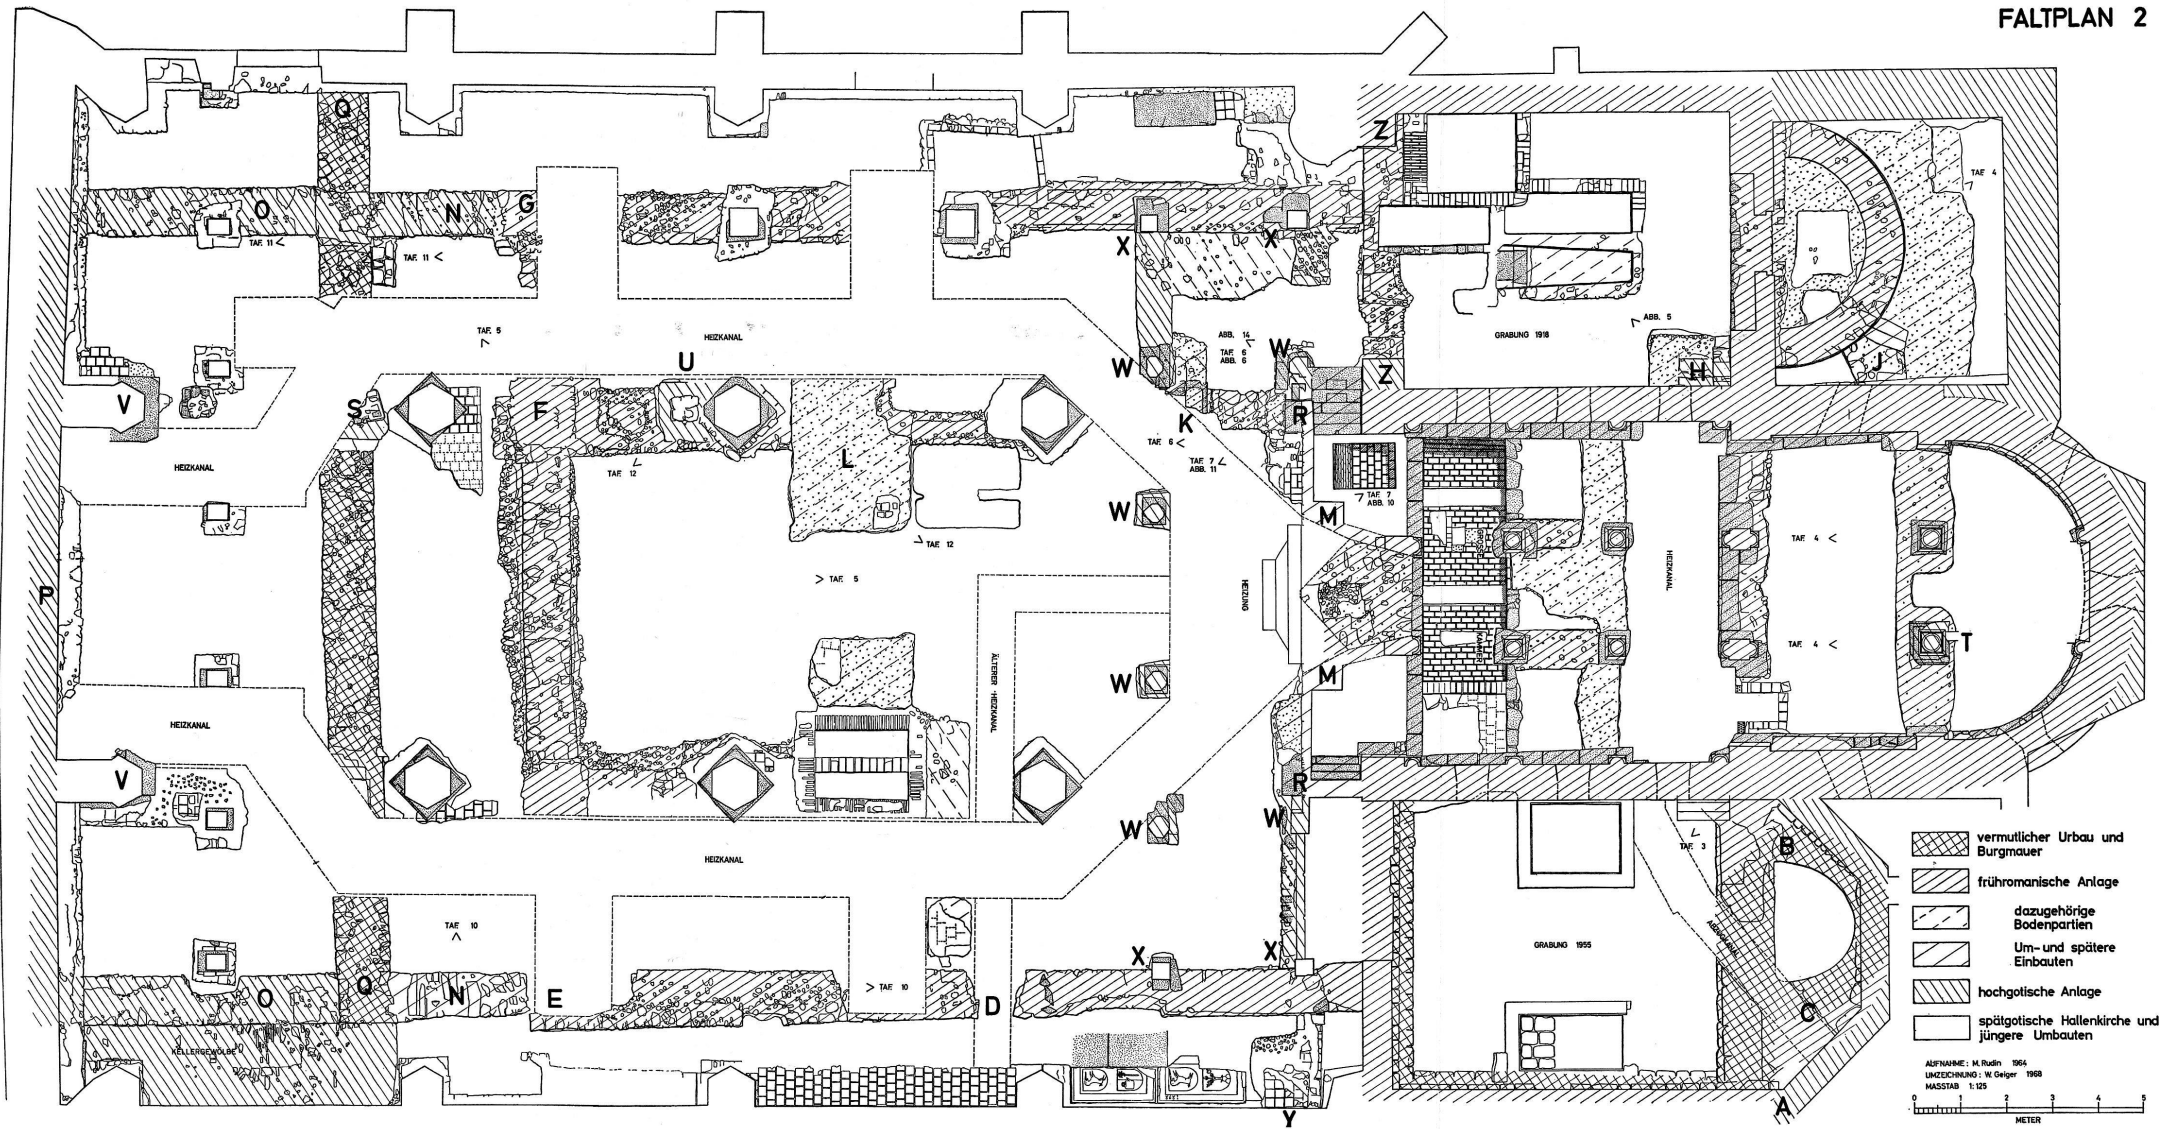 FALTPLAN 2
Q
Z
TAF. 4
O
N
G
TAF. 11
TAF. 11
X
X
TAF. 5
HEIZKANAL
U
ABB. 14
TAF. 6
ABB. 6
W
W
ABB. 5
GRABUNG 1918
Z
H
J
V
S
F
K
R
TAF. 6
HEIZKANAL
TAF. 12
L
TAF. 7
ABB. 11
TAF. 7
ABB. 10
W
M
TAF. 12
TAF. 4
P
TAF. 5
HEIZUNG
GROSSE
KAMMER
HEIZKANAL
T
TAF. 4
ÄLTERER HEIZKANAL
W
M
HEIZKANAL
V
R
W
W
HEIZKANAL
TAF. 3
B
TAF. 10
GRABUNG 1955
X
X
O
Q
N
E
TAF. 10
D
C
KELLERGEWÖLBE
Y
A
vermutlicher Urbau und
Burgmauer
frühromanische Anlage
dazugehörige
Bodenpartien
Um- und spätere
Einbauten
hochgotische Anlage
spätgotische Hallenkirche und
jüngere Umbauten
AUFNAHME: M. Rudin 1964
UMZEICHNUNG: W. Geiger 1968
MASSTAB 1:125
0 1 2 3 4 5
METER